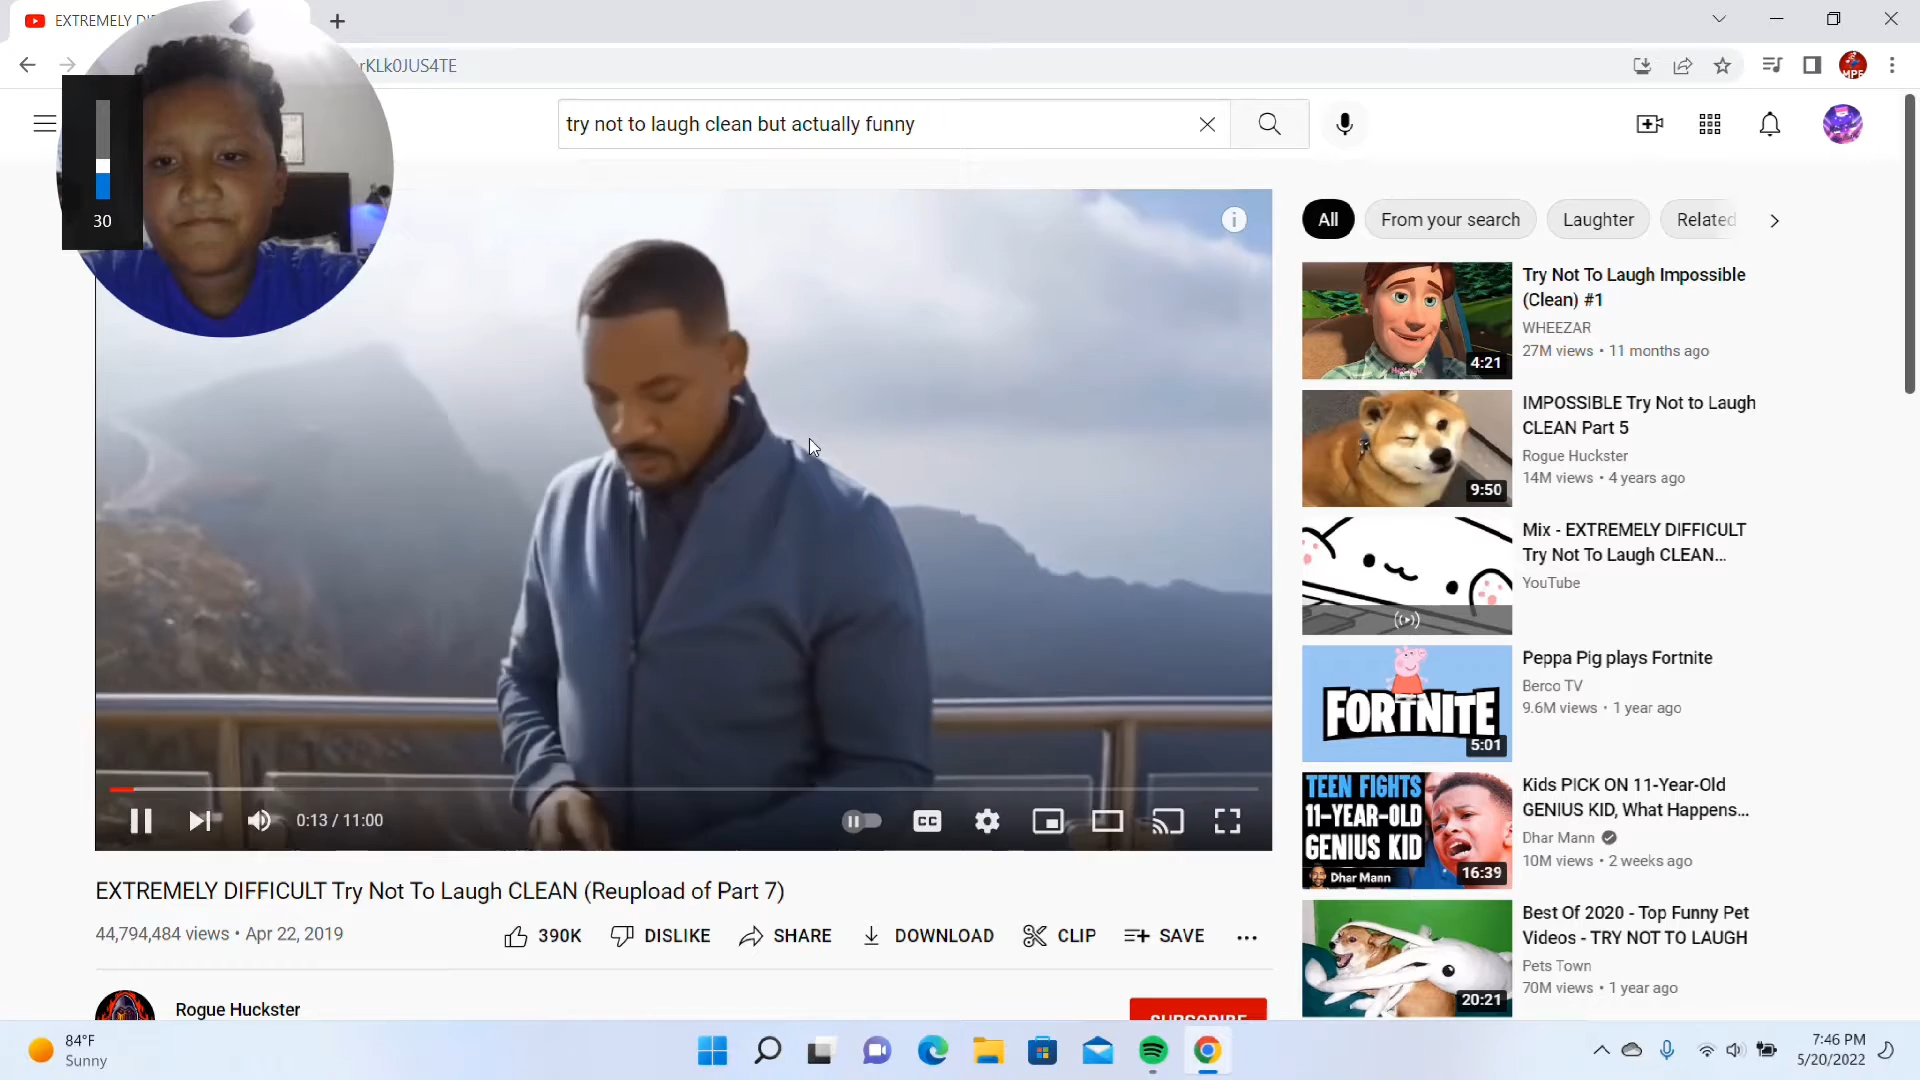 EXTREMELY DI
rKLk0JUS4TE
MPF
30
try not to laugh clean but actually funny
All
From your search
Laughter
Related
Try Not To Laugh Impossible
(Clean) #1
WHEEZAR
27M views • 11 months ago
4:21
IMPOSSIBLE Try Not to Laugh
CLEAN Part 5
Rogue Huckster
14M views • 4 years ago
9:50
Mix - EXTREMELY DIFFICULT
Try Not To Laugh CLEAN...
YouTube
Peppa Pig plays Fortnite
Berco TV
9.6M views • 1 year ago
FORTNITE
5:01
Kids PICK ON 11-Year-Old
GENIUS KID, What Happens...
Dhar Mann
10M views • 2 weeks ago
TEEN FIGHTS
11-YEAR-OLD
GENIUS KID
Dhar Mann
16:39
Best Of 2020 - Top Funny Pet
Videos - TRY NOT TO LAUGH
Pets Town
70M views • 1 year ago
20:21
0:13 / 11:00
CC
EXTREMELY DIFFICULT Try Not To Laugh CLEAN (Reupload of Part 7)
44,794,484 views • Apr 22, 2019
390K
DISLIKE
SHARE
DOWNLOAD
CLIP
SAVE
Rogue Huckster
SUBSCRIBE
84°F
Sunny
7:46 PM
5/20/2022